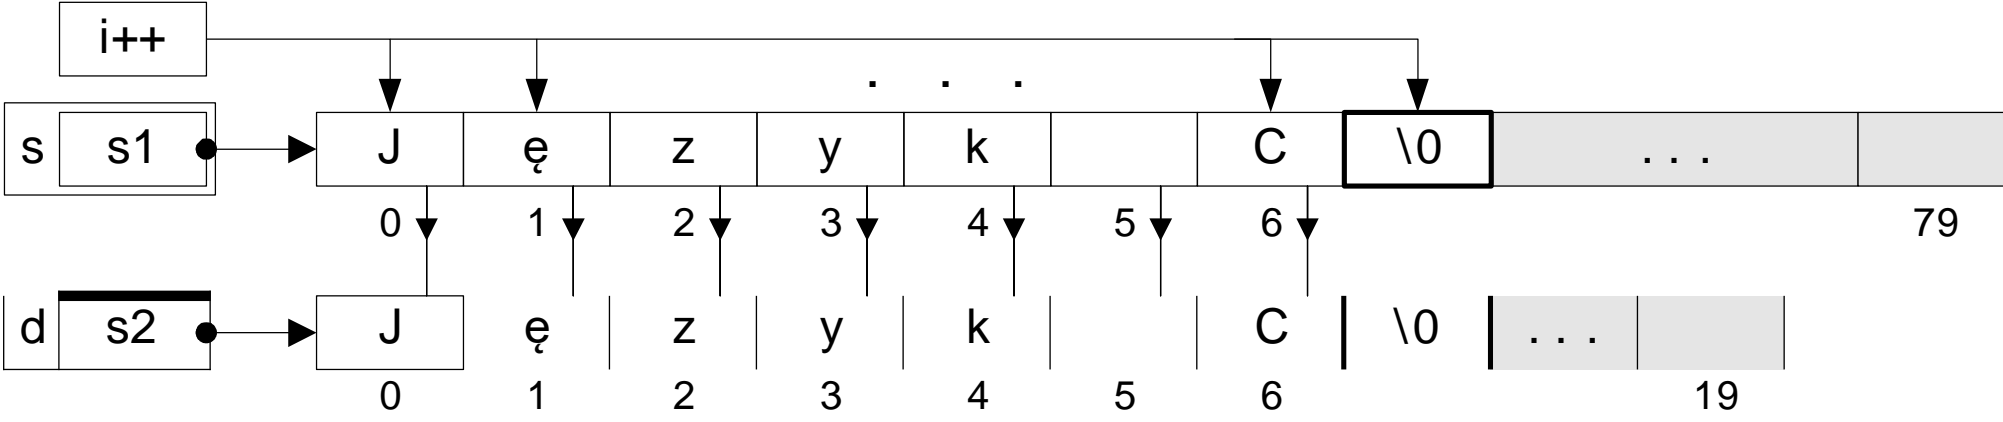 i++
. . .
s s1 J ę z y k C \0 . . .
0 1 2 3 4 5 6 79
d s2 J ę z y k C \0 . . .
0 1 2 3 4 5 6 19